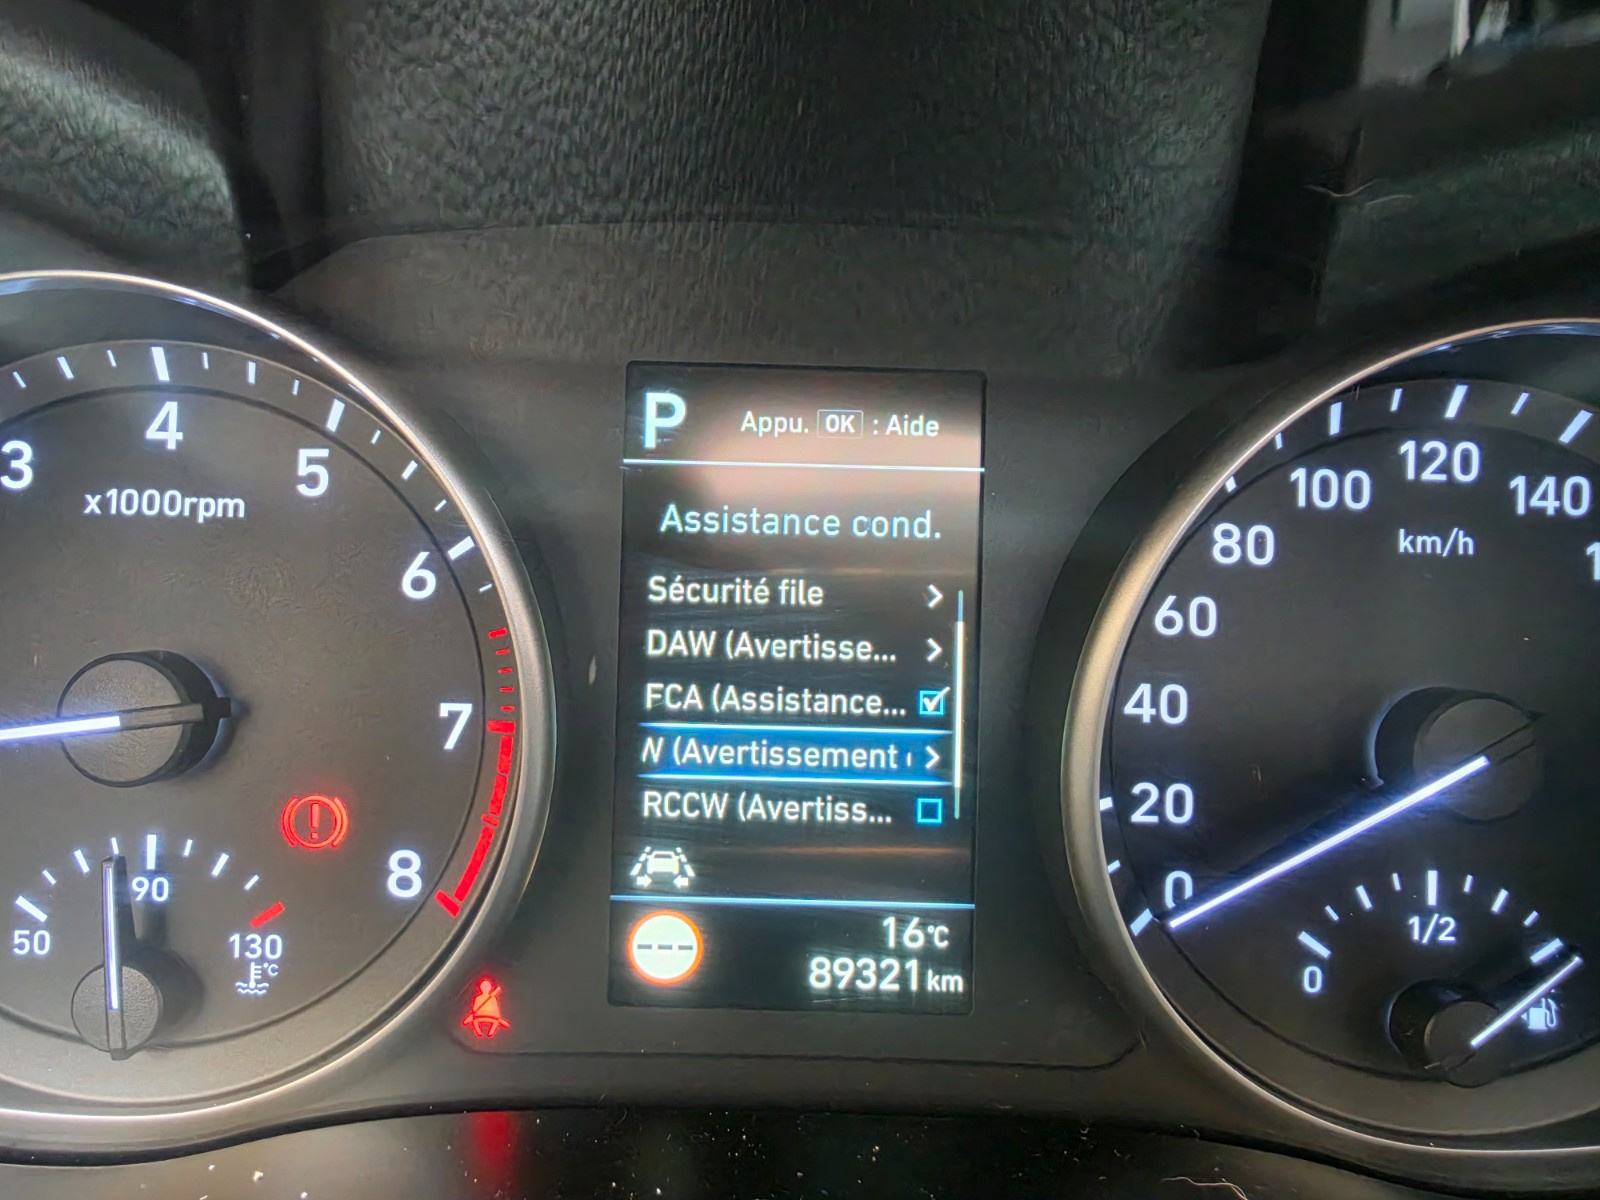 3
4
5
6
7
8
x1000rpm
50
90
130
°C
P
Appu. OK : Aide
Assistance cond.
Sécurité file
DAW (Avertisse...
FCA (Assistance...
(Avertissement
RCCW (Avertiss...
16°C
89321 km
0
20
40
60
80
100
120
140
km/h
0
1/2